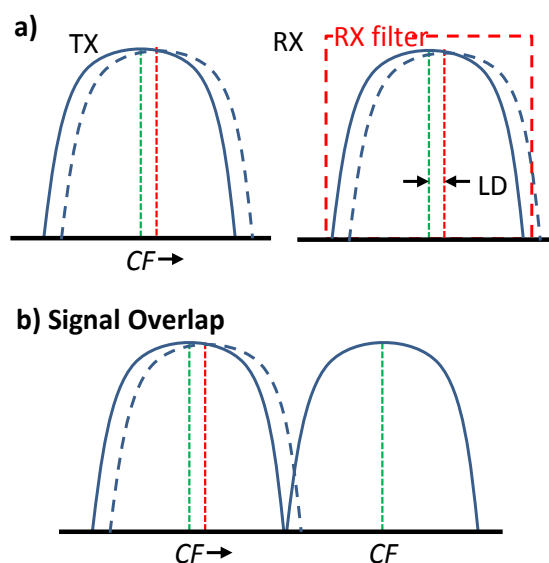 a)
TX
RX
RX filter
LD
CF
b) Signal Overlap
CF
CF